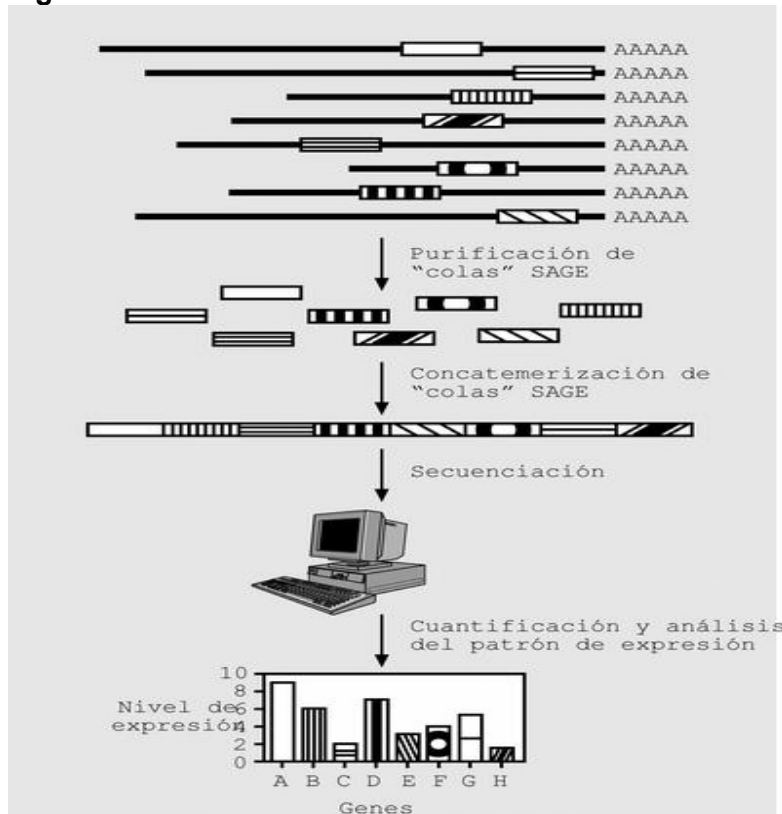 AAAAA
AAAAA
AAAAA
AAAAA
AAAAA
AAAAA
AAAAA
AAAAA
Purificación de
“colas” SAGE
Concatemerización de
“colas” SAGE
Secuenciación
Cuantificación y análisis
del patrón de expresión
Nivel de
expresión
10
8
6
4
2
0
A B C D E F G H
Genes